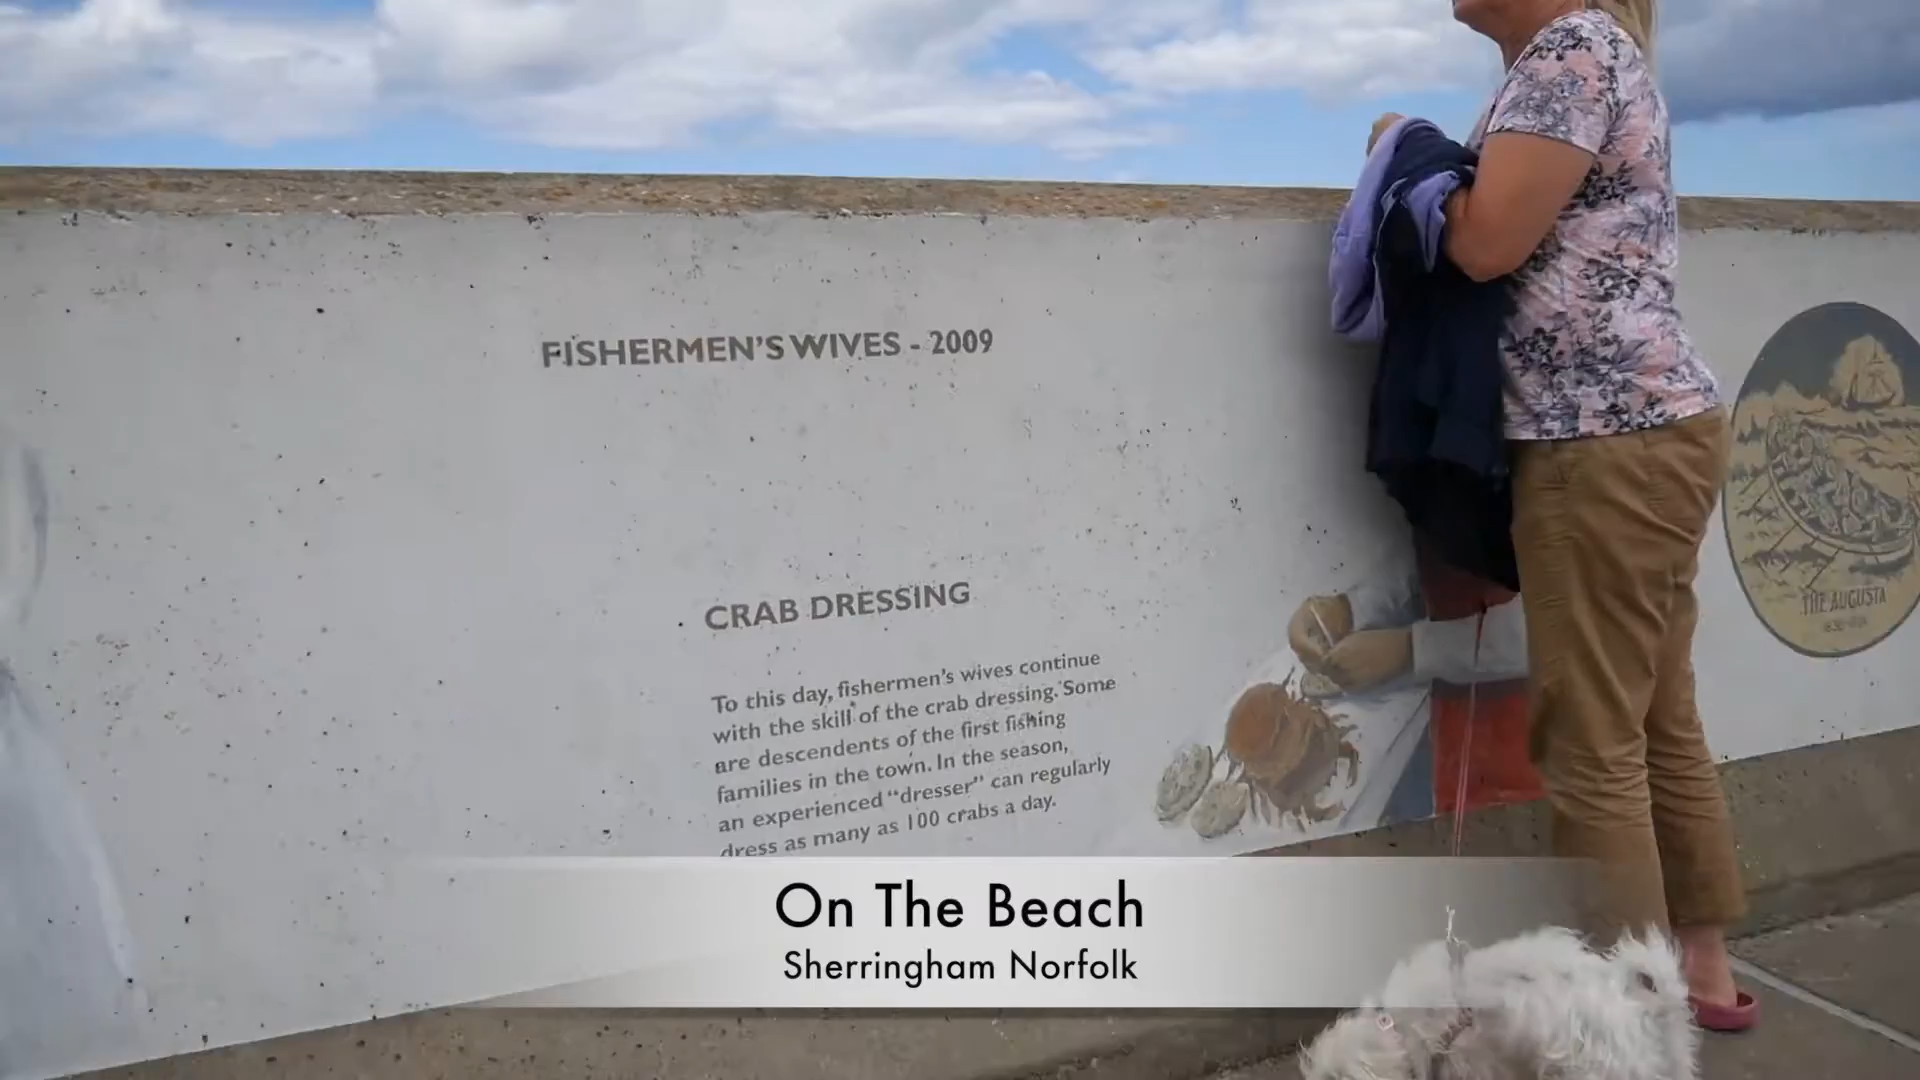 FISHERMEN'S WIVES - 2009
CRAB DRESSING
To this day, fishermen's wives continue
with the skill of the crab dressing. Some
are descendents of the first fishing
families in the town. In the season,
an experienced "dresser" can regularly
dress as many as 100 crabs a day.
THE AUGUSTA
On The Beach
Sherringham Norfolk